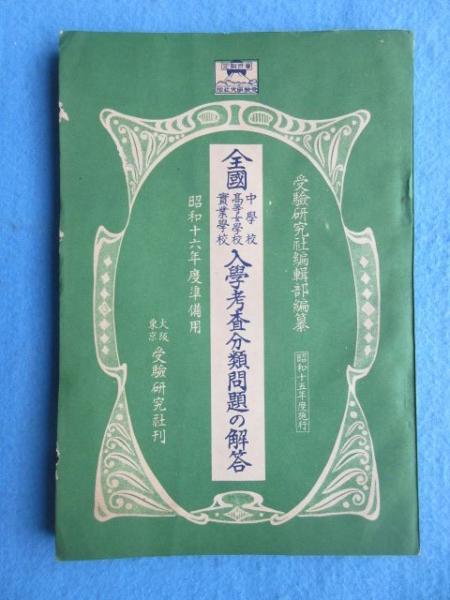 受驗研究社編輯部編纂
昭和十五年度施行
全國
中學校
高等女學校
實業學校
入學考査分類問題の解答
昭和十六年度準備用
大阪
東京
受驗研究社刊